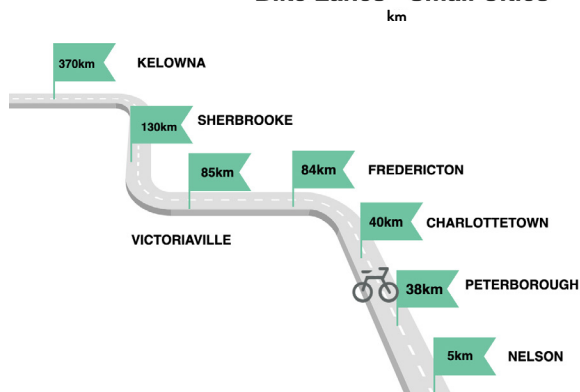 km
370km
KELOWNA
130km
SHERBROOKE
85km
VICTORIAVILLE
84km
FREDERICTON
40km
CHARLOTTETOWN
38km
PETERBOROUGH
5km
NELSON